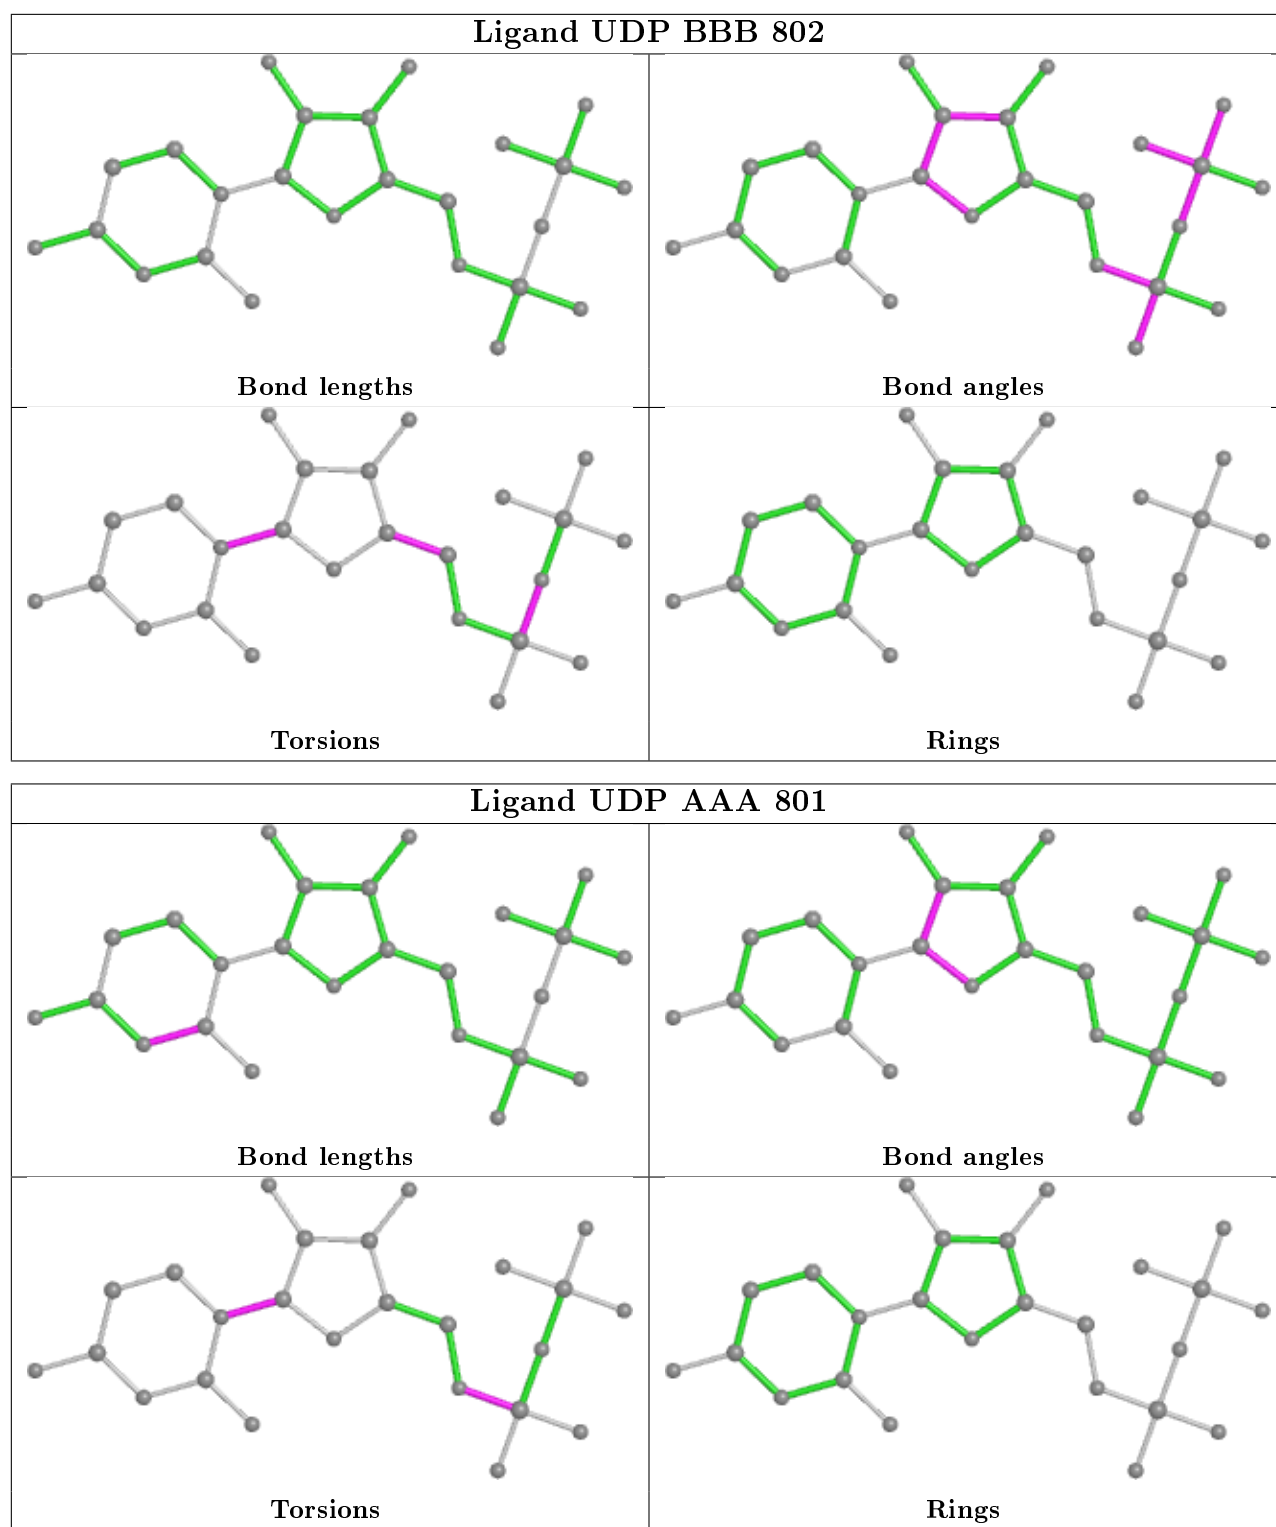 Ligand UDP BBB 802
Bond lengths
Bond angles
Torsions
Rings
Ligand UDP AAA 801
Bond lengths
Bond angles
Torsions
Rings